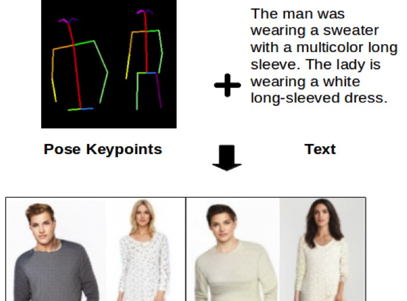 The man was
wearing a sweater
with a multicolor long
sleeve. The lady is
wearing a white
long-sleeved dress.
Pose Keypoints
Text